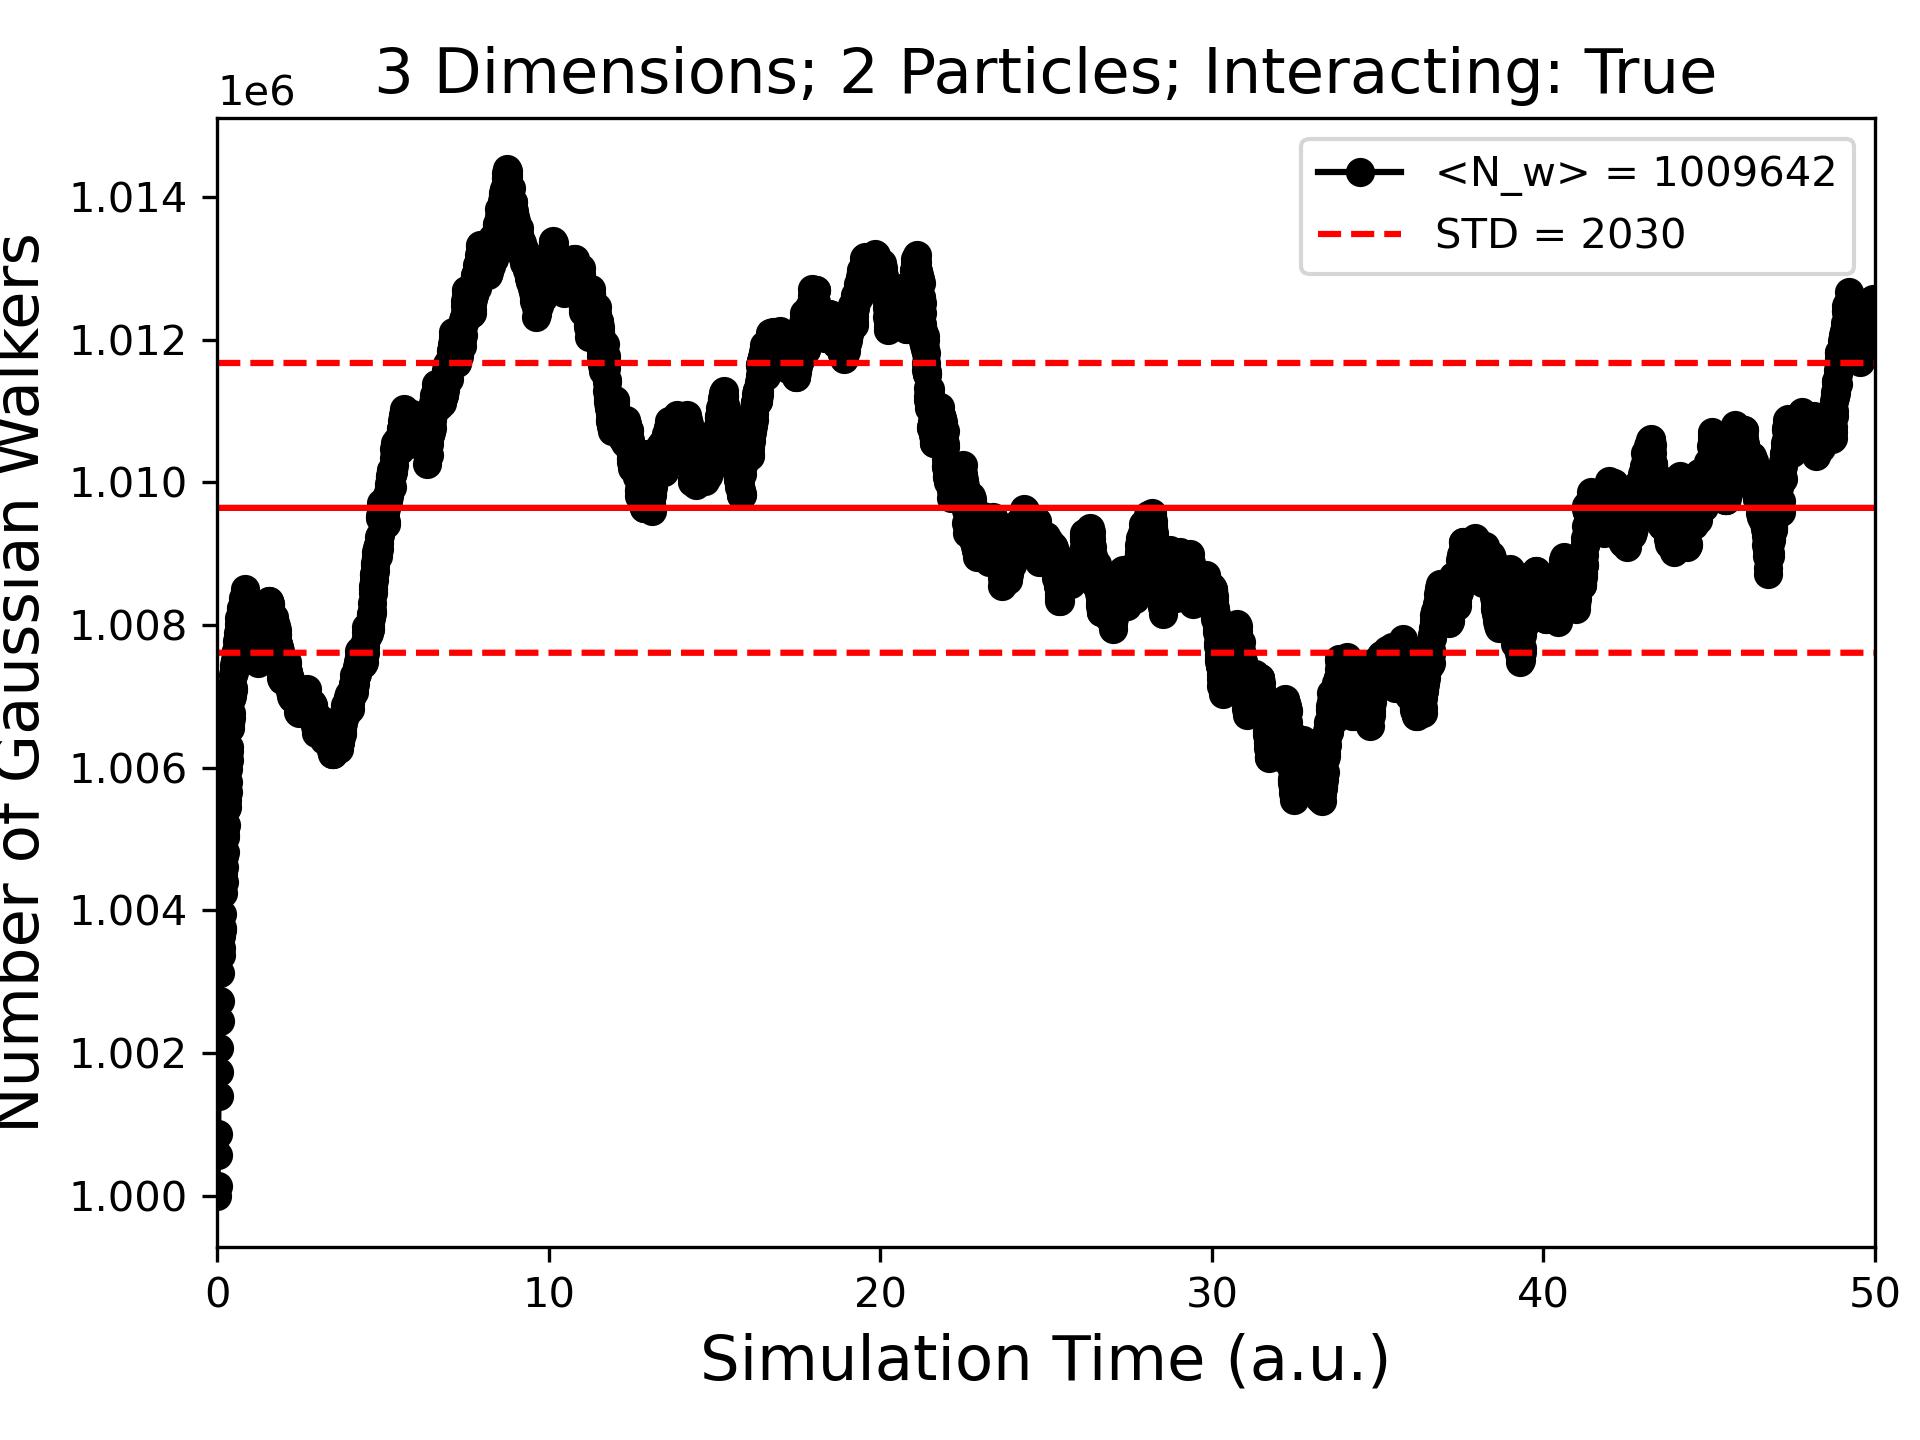 3 Dimensions; 2 Particles; Interacting: True
1e6
<N_w> = 1009642
STD = 2030
1.014
1.012
1.010
1.008
1.006
1.004
1.002
1.000
Number of Gaussian Walkers
0 10 20 30 40 50
Simulation Time (a.u.)